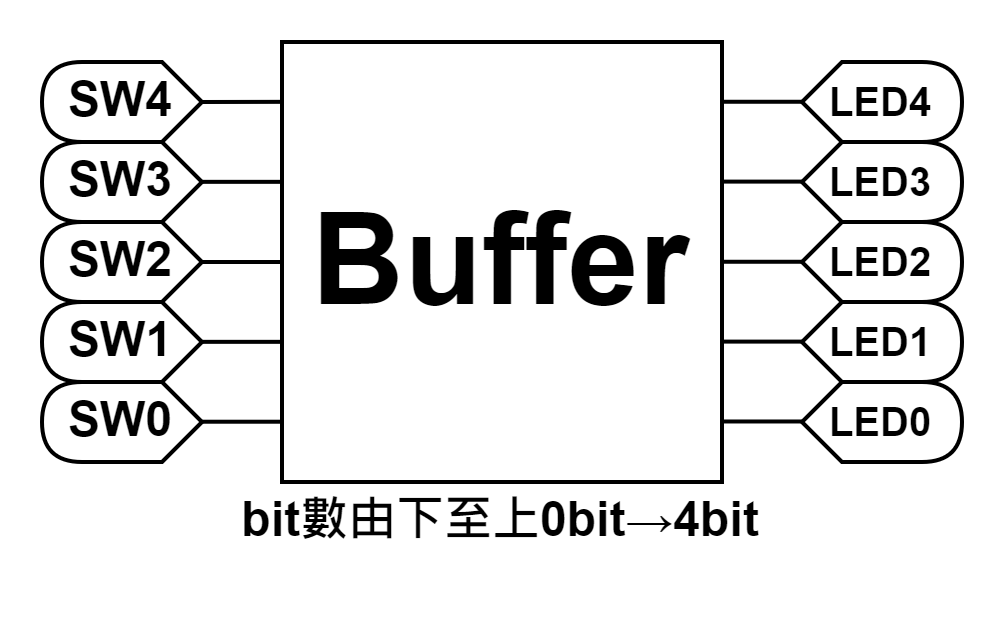 SW4
SW3
SW2
SW1
SW0
Buffer
LED4
LED3
LED2
LED1
LED0
bit數由下至上0bit→4bit